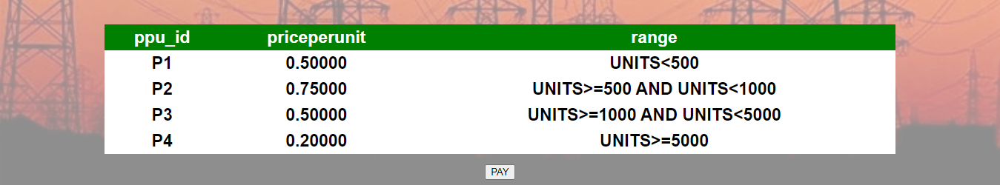 ppu_id priceperunit range
P1 0.50000 UNITS<500
P2 0.75000 UNITS>=500 AND UNITS<1000
P3 0.50000 UNITS>=1000 AND UNITS<5000
P4 0.20000 UNITS>=5000
PAY